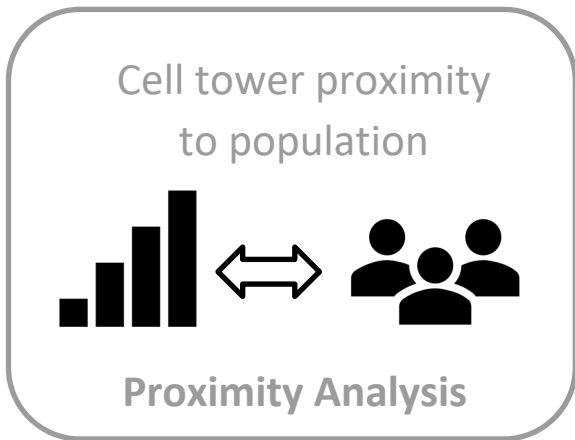 Cell tower proximity
to population
Proximity Analysis